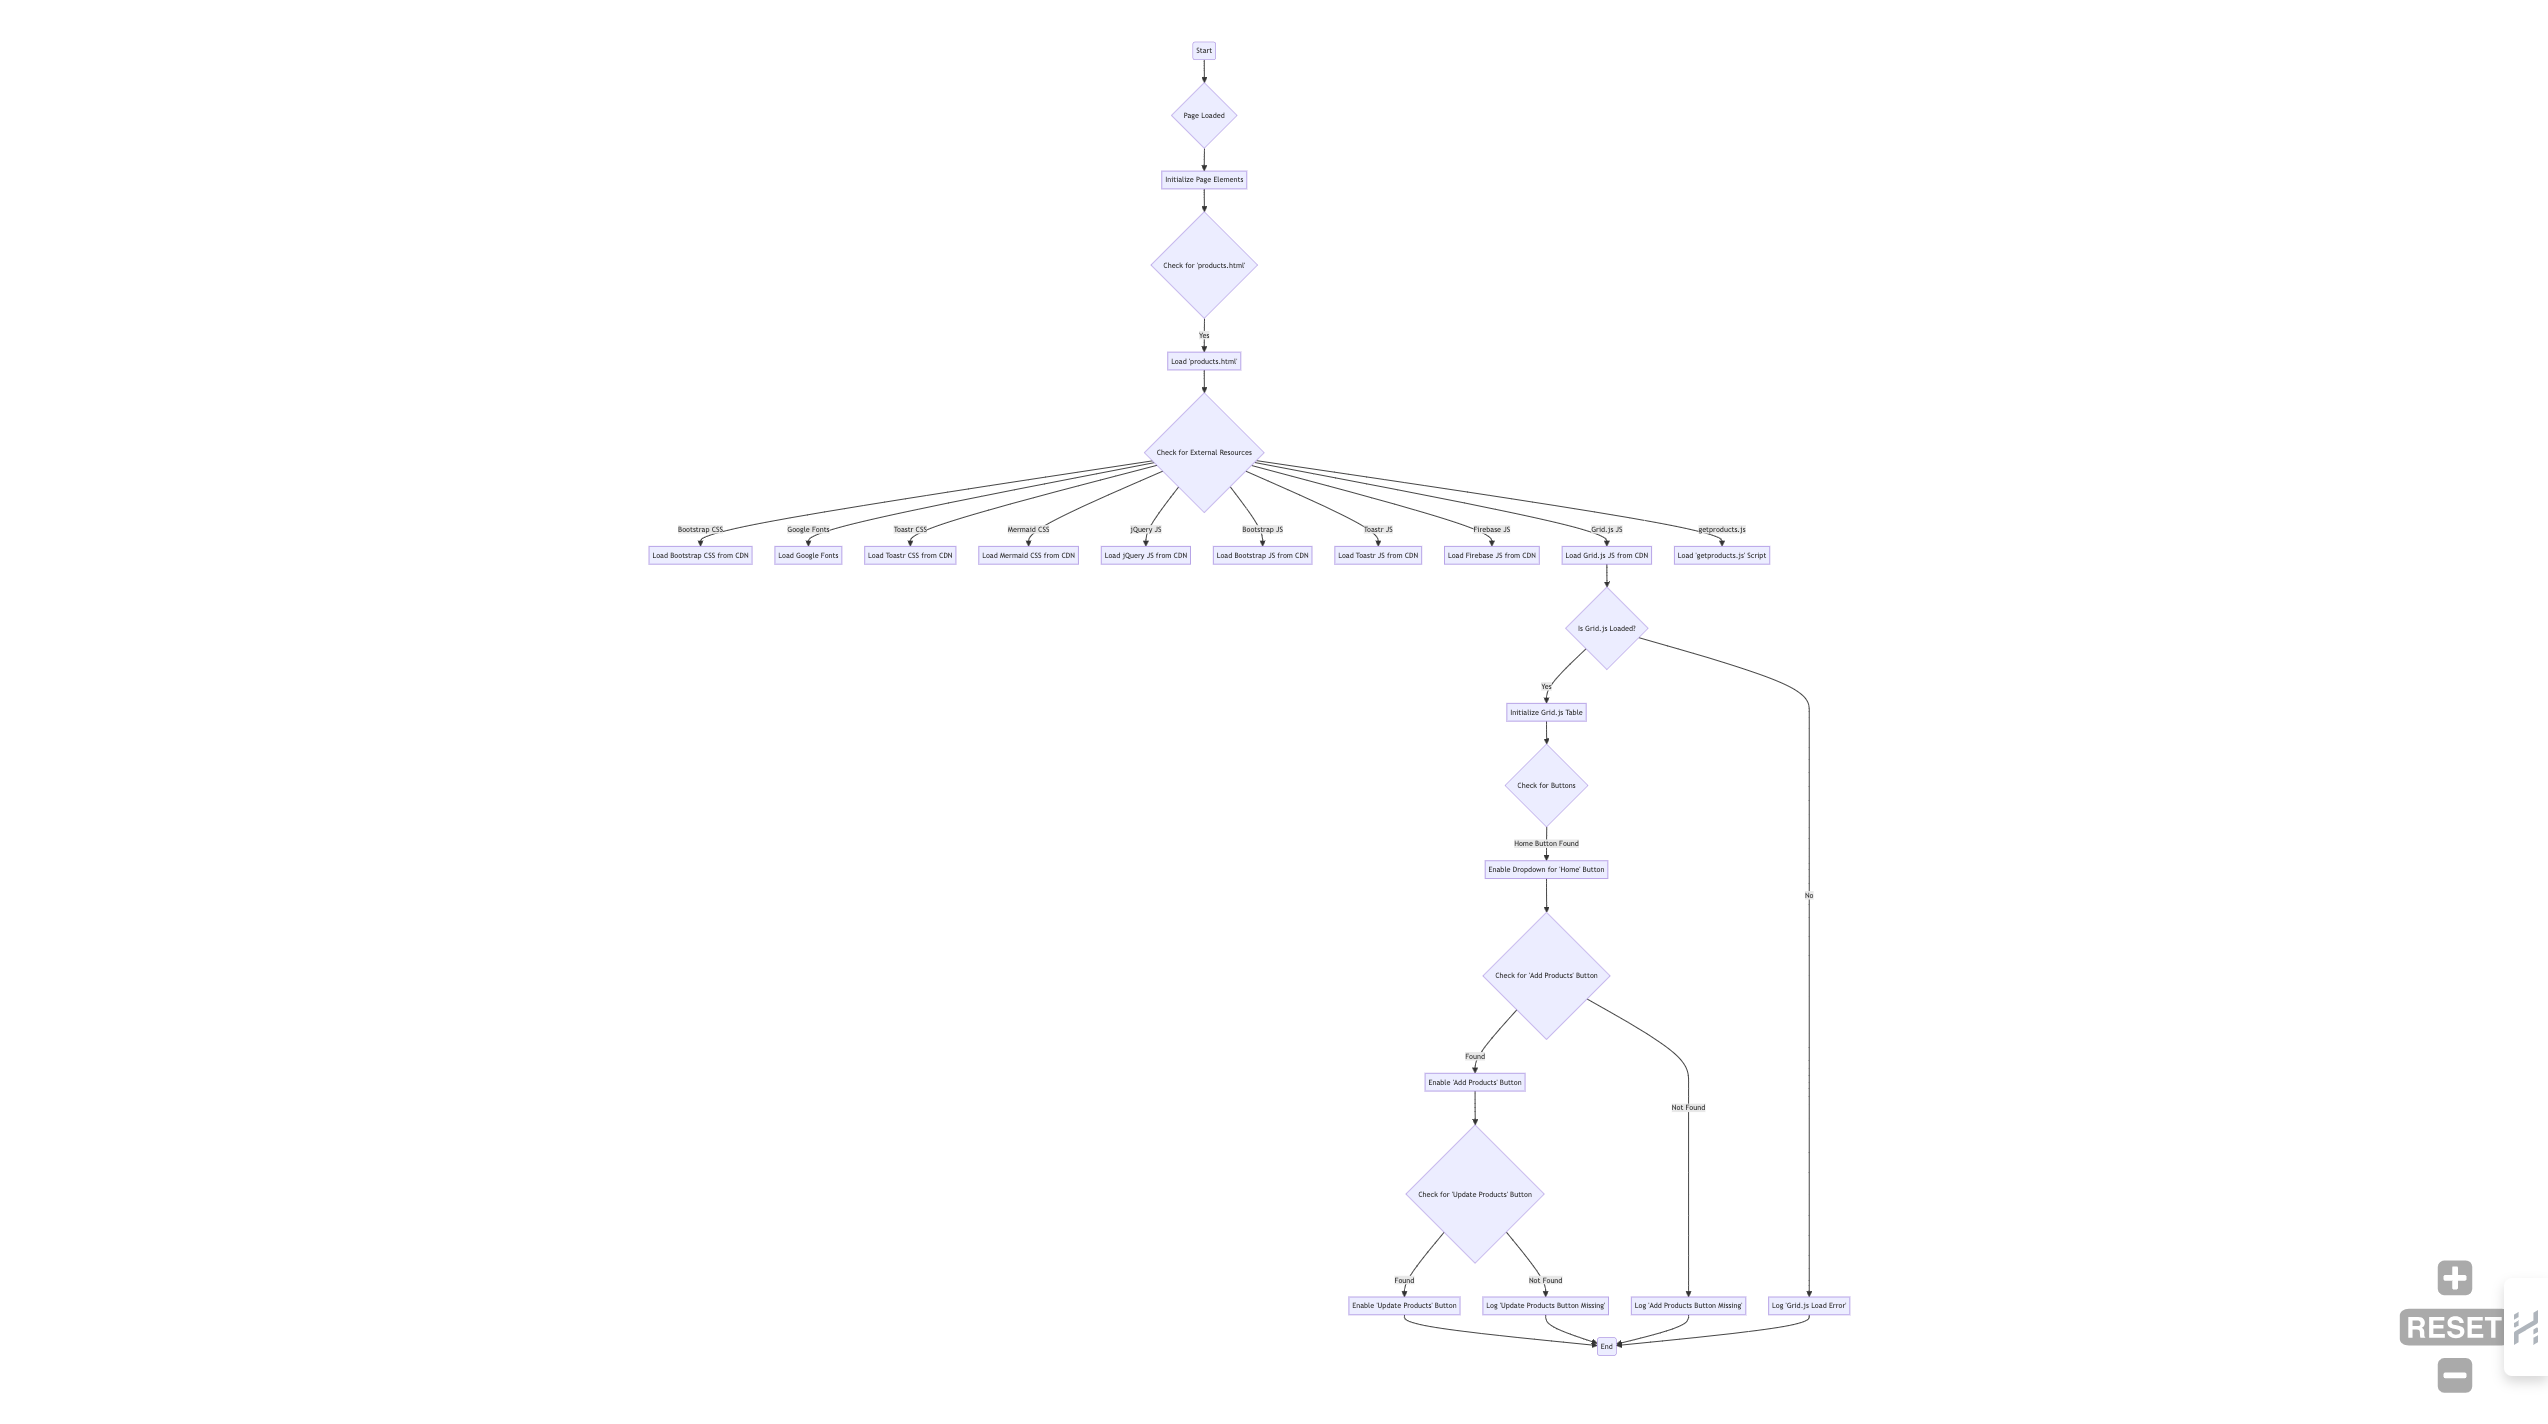 Start
Page Loaded
Initialize Page Elements
Check for 'products.html'
Yes
Load 'products.html'
Check for External Resources
Bootstrap CSS
Google Fonts
Toastr CSS
Mermaid CSS
jQuery JS
Bootstrap JS
Toastr JS
Firebase JS
Grid.js JS
getproducts.js
Load Bootstrap CSS from CDN
Load Google Fonts
Load Toastr CSS from CDN
Load Mermaid CSS from CDN
Load jQuery JS from CDN
Load Bootstrap JS from CDN
Load Toastr JS from CDN
Load Firebase JS from CDN
Load Grid.js JS from CDN
Load 'getproducts.js' Script
Is Grid.js Loaded?
Yes
Initialize Grid.js Table
Check for Buttons
Home Button Found
Enable Dropdown for 'Home' Button
No
Check for 'Add Products' Button
Found
Enable 'Add Products' Button
Not Found
Check for 'Update Products' Button
Found
Not Found
Enable 'Update Products' Button
Log 'Update Products Button Missing'
Log 'Add Products Button Missing'
Log 'Grid.js Load Error'
End
RESET